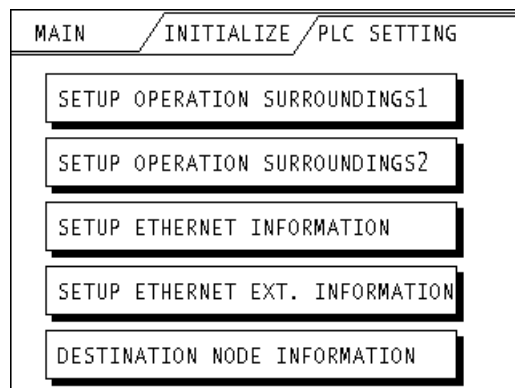 MAIN INITIALIZE PLC SETTING
SETUP OPERATION SURROUNDINGS1
SETUP OPERATION SURROUNDINGS2
SETUP ETHERNET INFORMATION
SETUP ETHERNET EXT. INFORMATION
DESTINATION NODE INFORMATION